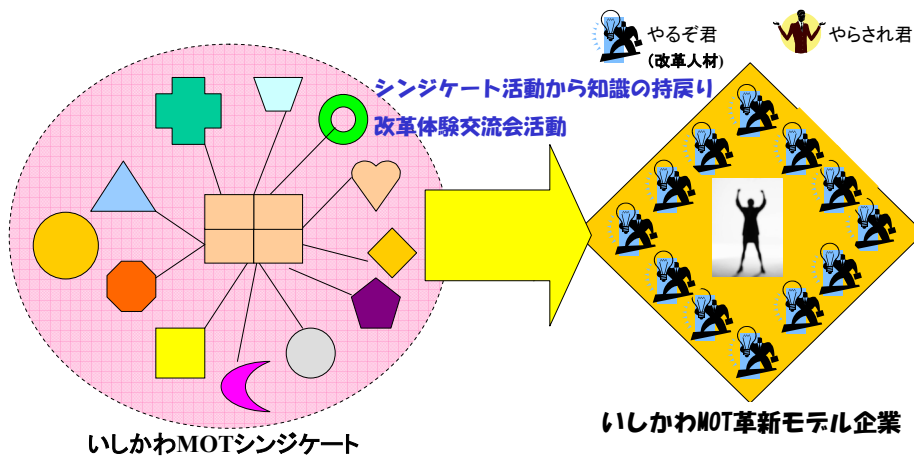 やるぞ君
(改革人材)
やらされ君
シンジケート活動から知識の持戻り
改革体験交流会活動
いしかわMOTシンジケート
いしかわMOT革新モデル企業